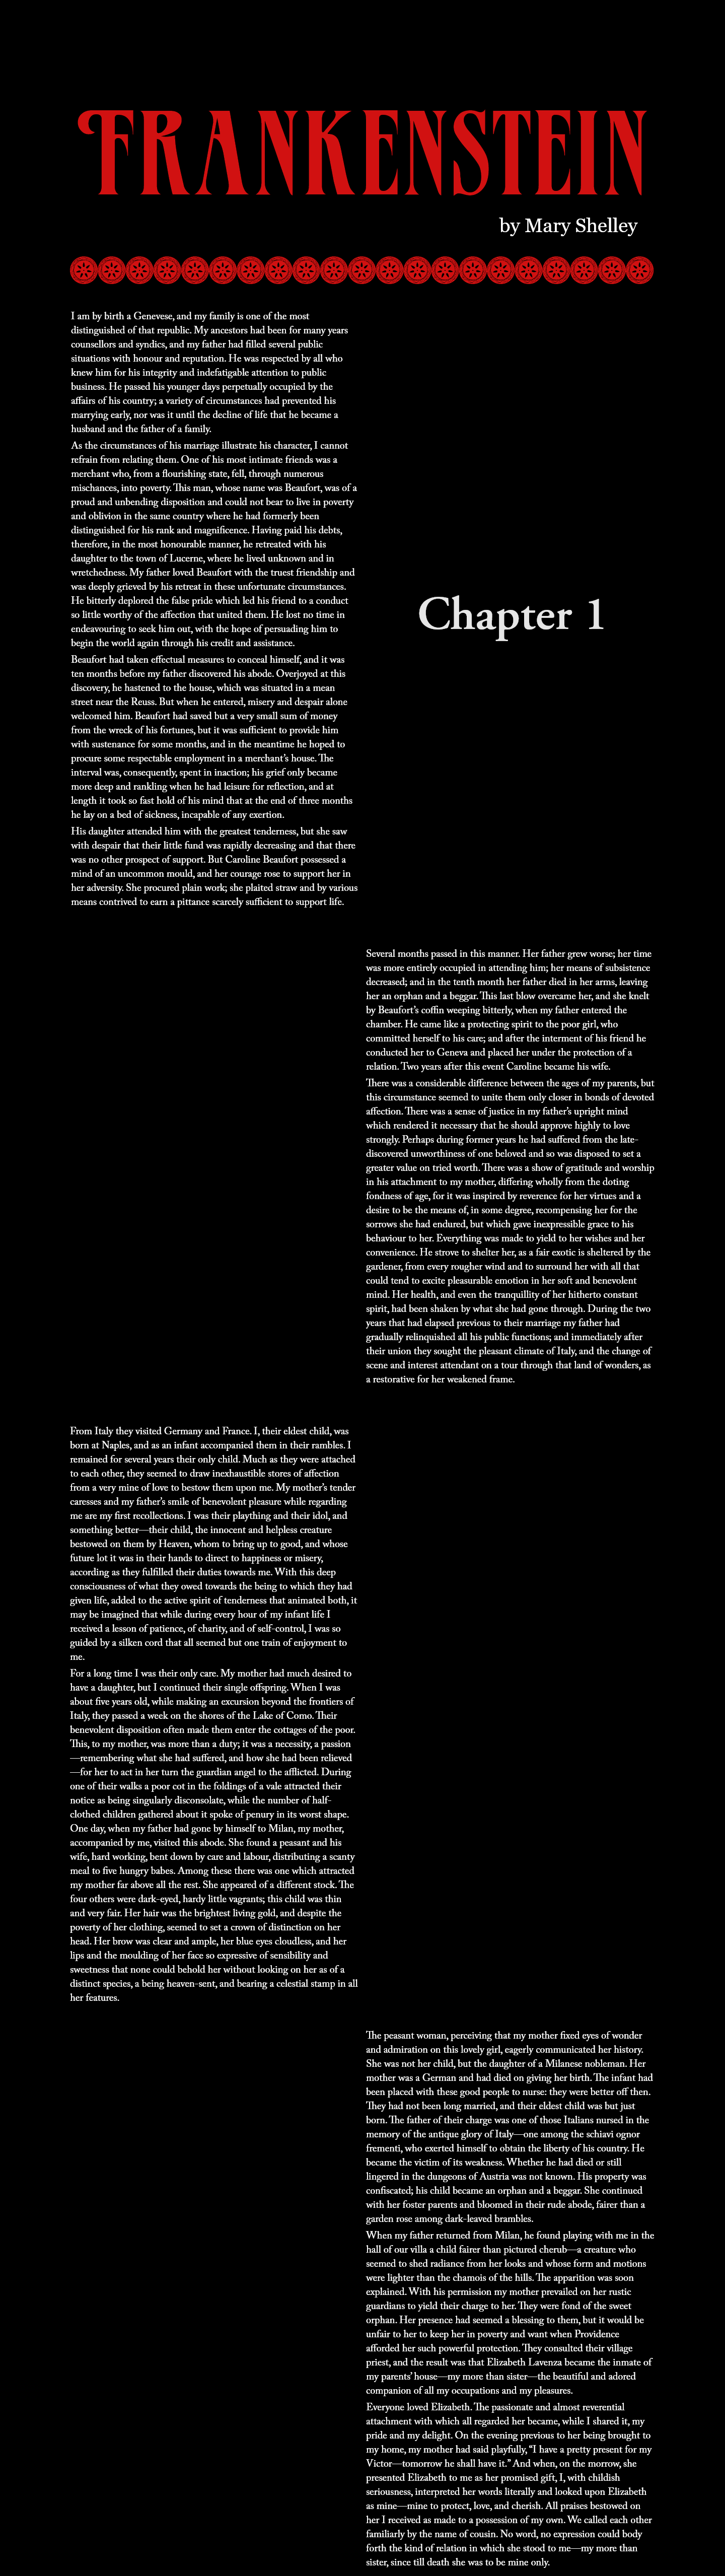 FRANKENSTEIN
by Mary Shelley
I am by birth a Genevese, and my family is one of the most
distinguished of that republic. My ancestors had been for many years
counsellors and syndics, and my father had filled several public
situations with honour and reputation. He was respected by all who
knew him for his integrity and indefatigable attention to public
business. He passed his younger days perpetually occupied by the
affairs of his country; a variety of circumstances had prevented his
marrying early, nor was it until the decline of life that he became a
husband and the father of a family.
As the circumstances of his marriage illustrate his character, I cannot
refrain from relating them. One of his most intimate friends was a
merchant who, from a flourishing state, fell, through numerous
mischances, into poverty. This man, whose name was Beaufort, was of a
proud and unbending disposition and could not bear to live in poverty
and oblivion in the same country where he had formerly been
distinguished for his rank and magnificence. Having paid his debts,
therefore, in the most honourable manner, he retreated with his
daughter to the town of Lucerne, where he lived unknown and in
wretchedness. My father loved Beaufort with the truest friendship and
was deeply grieved by his retreat in these unfortunate circumstances.
He bitterly deplored the false pride which led his friend to a conduct
so little worthy of the affection that united them. He lost no time in
endeavouring to seek him out, with the hope of persuading him to
begin the world again through his credit and assistance.
Beaufort had taken effectual measures to conceal himself, and it was
ten months before my father discovered his abode. Overjoyed at this
discovery, he hastened to the house, which was situated in a mean
street near the Reuss. But when he entered, misery and despair alone
welcomed him. Beaufort had saved but a very small sum of money
from the wreck of his fortunes, but it was sufficient to provide him
with sustenance for some months, and in the meantime he hoped to
procure some respectable employment in a merchant's house. The
interval was, consequently, spent in inaction; his grief only became
more deep and rankling when he had leisure for reflection, and at
length it took so fast hold of his mind that at the end of three months
he lay on a bed of sickness, incapable of any exertion.
His daughter attended him with the greatest tenderness, but she saw
with despair that their little fund was rapidly decreasing and that there
was no other prospect of support. But Caroline Beaufort possessed a
mind of an uncommon mould, and her courage rose to support her in
her adversity. She procured plain work; she plaited straw and by various
means contrived to earn a pittance scarcely sufficient to support life.
Chapter 1
Several months passed in this manner. Her father grew worse; her time
was more entirely occupied in attending him; her means of subsistence
decreased; and in the tenth month her father died in her arms, leaving
her an orphan and a beggar. This last blow overcame her, and she knelt
by Beaufort's coffin weeping bitterly, when my father entered the
chamber. He came like a protecting spirit to the poor girl, who
committed herself to his care; and after the interment of his friend he
conducted her to Geneva and placed her under the protection of a
relation. Two years after this event Caroline became his wife.
There was a considerable difference between the ages of my parents, but
this circumstance seemed to unite them only closer in bonds of devoted
affection. There was a sense of justice in my father's upright mind
which rendered it necessary that he should approve highly to love
strongly. Perhaps during former years he had suffered from the late-
discovered unworthiness of one beloved and so was disposed to set a
greater value on tried worth. There was a show of gratitude and worship
in his attachment to my mother, differing wholly from the doting
fondness of age, for it was inspired by reverence for her virtues and a
desire to be the means of, in some degree, recompensing her for the
sorrows she had endured, but which gave inexpressible grace to his
behaviour to her. Everything was made to yield to her wishes and her
convenience. He strove to shelter her, as a fair exotic is sheltered by the
gardener, from every rougher wind and to surround her with all that
could tend to excite pleasurable emotion in her soft and benevolent
mind. Her health, and even the tranquillity of her hitherto constant
spirit, had been shaken by what she had gone through. During the two
years that had elapsed previous to their marriage my father had
gradually relinquished all his public functions; and immediately after
their union they sought the pleasant climate of Italy, and the change of
scene and interest attendant on a tour through that land of wonders, as
a restorative for her weakened frame.
From Italy they visited Germany and France. I, their eldest child, was
born at Naples, and as an infant accompanied them in their rambles. I
remained for several years their only child. Much as they were attached
to each other, they seemed to draw inexhaustible stores of affection
from a very mine of love to bestow them upon me. My mother's tender
caresses and my father's smile of benevolent pleasure while regarding
me are my first recollections. I was their plaything and their idol, and
something better—their child, the innocent and helpless creature
bestowed on them by Heaven, whom to bring up to good, and whose
future lot it was in their hands to direct to happiness or misery,
according as they fulfilled their duties towards me. With this deep
consciousness of what they owed towards the being to which they had
given life, added to the active spirit of tenderness that animated both, it
may be imagined that while during every hour of my infant life I
received a lesson of patience, of charity, and of self-control, I was so
guided by a silken cord that all seemed but one train of enjoyment to
me.
For a long time I was their only care. My mother had much desired to
have a daughter, but I continued their single offspring. When I was
about five years old, while making an excursion beyond the frontiers of
Italy, they passed a week on the shores of the Lake of Como. Their
benevolent disposition often made them enter the cottages of the poor.
This, to my mother, was more than a duty; it was a necessity, a passion
—remembering what she had suffered, and how she had been relieved
—for her to act in her turn the guardian angel to the afflicted. During
one of their walks a poor cot in the foldings of a vale attracted their
notice as being singularly disconsolate, while the number of half-
clothed children gathered about it spoke of penury in its worst shape.
One day, when my father had gone by himself to Milan, my mother,
accompanied by me, visited this abode. She found a peasant and his
wife, hard working, bent down by care and labour, distributing a scanty
meal to five hungry babes. Among these there was one which attracted
my mother far above all the rest. She appeared of a different stock. The
four others were dark-eyed, hardy little vagrants; this child was thin
and very fair. Her hair was the brightest living gold, and despite the
poverty of her clothing, seemed to set a crown of distinction on her
head. Her brow was clear and ample, her blue eyes cloudless, and her
lips and the moulding of her face so expressive of sensibility and
sweetness that none could behold her without looking on her as of a
distinct species, a being heaven-sent, and bearing a celestial stamp in all
her features.
The peasant woman, perceiving that my mother fixed eyes of wonder
and admiration on this lovely girl, eagerly communicated her history.
She was not her child, but the daughter of a Milanese nobleman. Her
mother was a German and had died on giving her birth. The infant had
been placed with these good people to nurse: they were better off then.
They had not been long married, and their eldest child was but just
born. The father of their charge was one of those Italians nursed in the
memory of the antique glory of Italy—one among the schiavi ognor
frementi, who exerted himself to obtain the liberty of his country. He
became the victim of its weakness. Whether he had died or still
lingered in the dungeons of Austria was not known. His property was
confiscated; his child became an orphan and a beggar. She continued
with her foster parents and bloomed in their rude abode, fairer than a
garden rose among dark-leaved brambles.
When my father returned from Milan, he found playing with me in the
hall of our villa a child fairer than pictured cherub—a creature who
seemed to shed radiance from her looks and whose form and motions
were lighter than the chamois of the hills. The apparition was soon
explained. With his permission my mother prevailed on her rustic
guardians to yield their charge to her. They were fond of the sweet
orphan. Her presence had seemed a blessing to them, but it would be
unfair to her to keep her in poverty and want when Providence
afforded her such powerful protection. They consulted their village
priest, and the result was that Elizabeth Lavenza became the inmate of
my parents' house—my more than sister—the beautiful and adored
companion of all my occupations and my pleasures.
Everyone loved Elizabeth. The passionate and almost reverential
attachment with which all regarded her became, while I shared it, my
pride and my delight. On the evening previous to her being brought to
my home, my mother had said playfully, "I have a pretty present for my
Victor—tomorrow he shall have it." And when, on the morrow, she
presented Elizabeth to me as her promised gift, I, with childish
seriousness, interpreted her words literally and looked upon Elizabeth
as mine—mine to protect, love, and cherish. All praises bestowed on
her I received as made to a possession of my own. We called each other
familiarly by the name of cousin. No word, no expression could body
forth the kind of relation in which she stood to me—my more than
sister, since till death she was to be mine only.